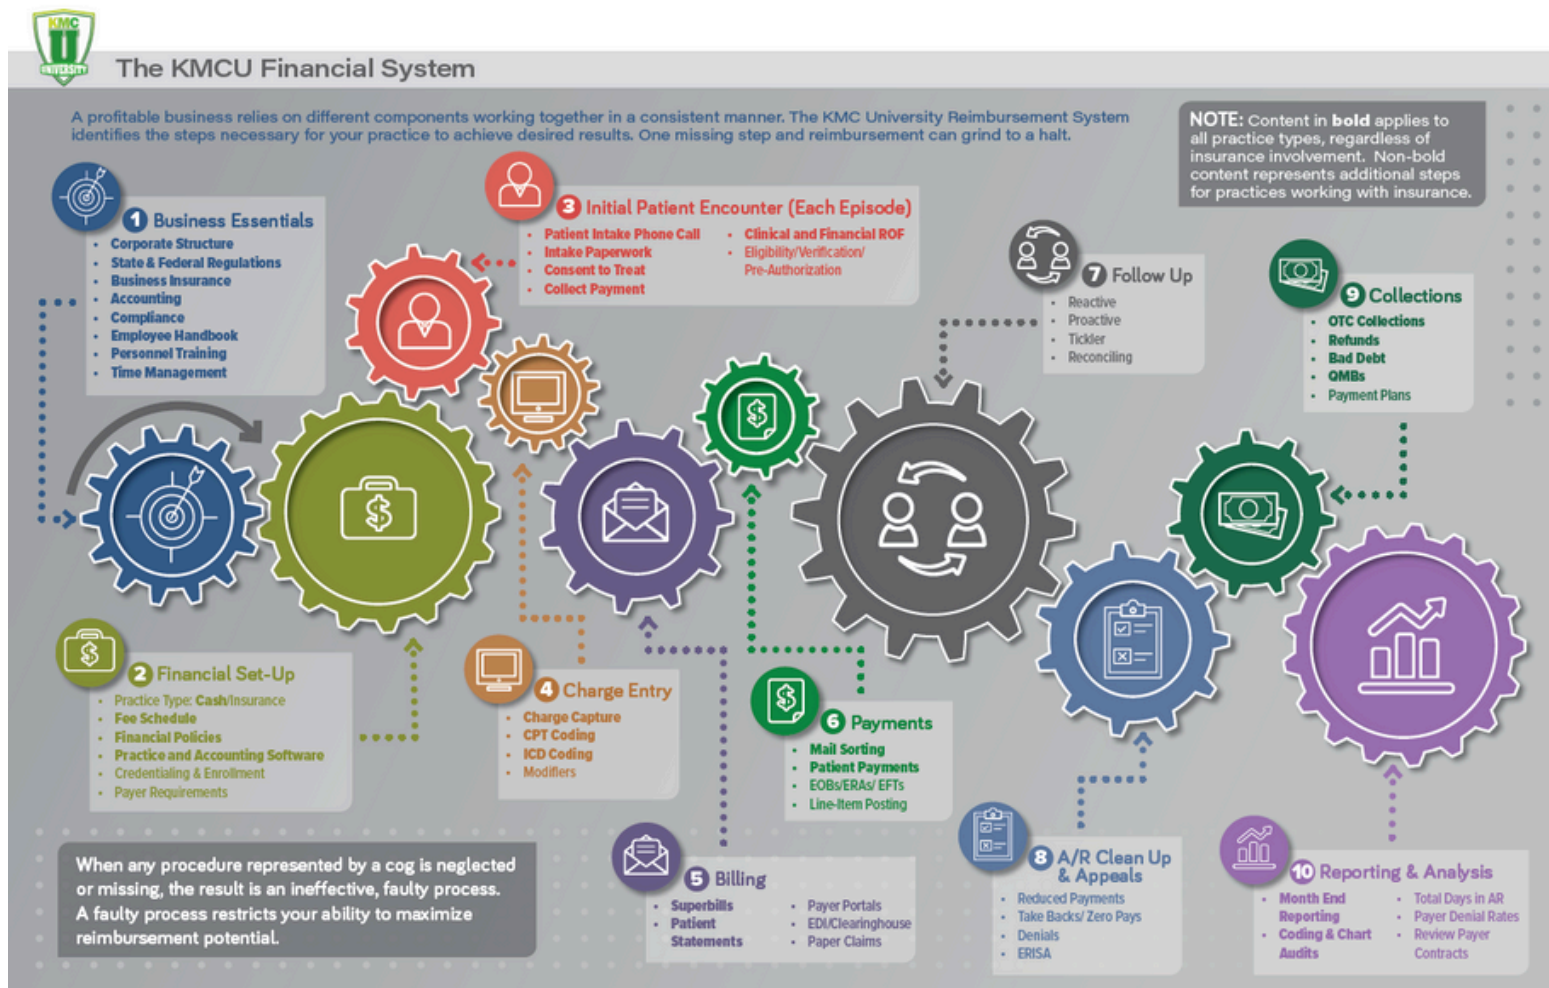 KMC
U
UNIVERSITY
The KMCU Financial System
A profitable business relies on different components working together in a consistent manner. The KMC University Reimbursement System
identifies the steps necessary for your practice to achieve desired results. One missing step and reimbursement can grind to a halt.
NOTE: Content in bold applies to
all practice types, regardless of
insurance involvement. Non-bold
content represents additional steps
for practices working with insurance.
1 Business Essentials
• Corporate Structure
• State & Federal Regulations
• Business Insurance
• Accounting
• Compliance
• Employee Handbook
• Personnel Training
• Time Management
2 Financial Set-Up
• Practice Type: Cash/Insurance
• Fee Schedule
• Financial Policies
• Practice and Accounting Software
• Credentialing & Enrollment
• Payer Requirements
3 Initial Patient Encounter (Each Episode)
• Patient Intake Phone Call
• Intake Paperwork
• Consent to Treat
• Collect Payment
• Clinical and Financial ROF
• Eligibility/Verification/
Pre-Authorization
4 Charge Entry
• Charge Capture
• CPT Coding
• ICD Coding
• Modifiers
5 Billing
• Superbills
• Patient
Statements
• Payer Portals
• EDI/Clearinghouse
• Paper Claims
6 Payments
• Mail Sorting
• Patient Payments
• EOBs/ERAs/ EFTs
• Line-Item Posting
7 Follow Up
• Reactive
• Proactive
• Tickler
• Reconciling
8 A/R Clean Up
& Appeals
• Reduced Payments
• Take Backs/ Zero Pays
• Denials
• ERISA
9 Collections
• OTC Collections
• Refunds
• Bad Debt
• QMBs
• Payment Plans
10 Reporting & Analysis
• Month End
Reporting
• Coding & Chart
Audits
• Total Days in AR
• Payer Denial Rates
• Review Payer
Contracts
When any procedure represented by a cog is neglected
or missing, the result is an ineffective, faulty process.
A faulty process restricts your ability to maximize
reimbursement potential.